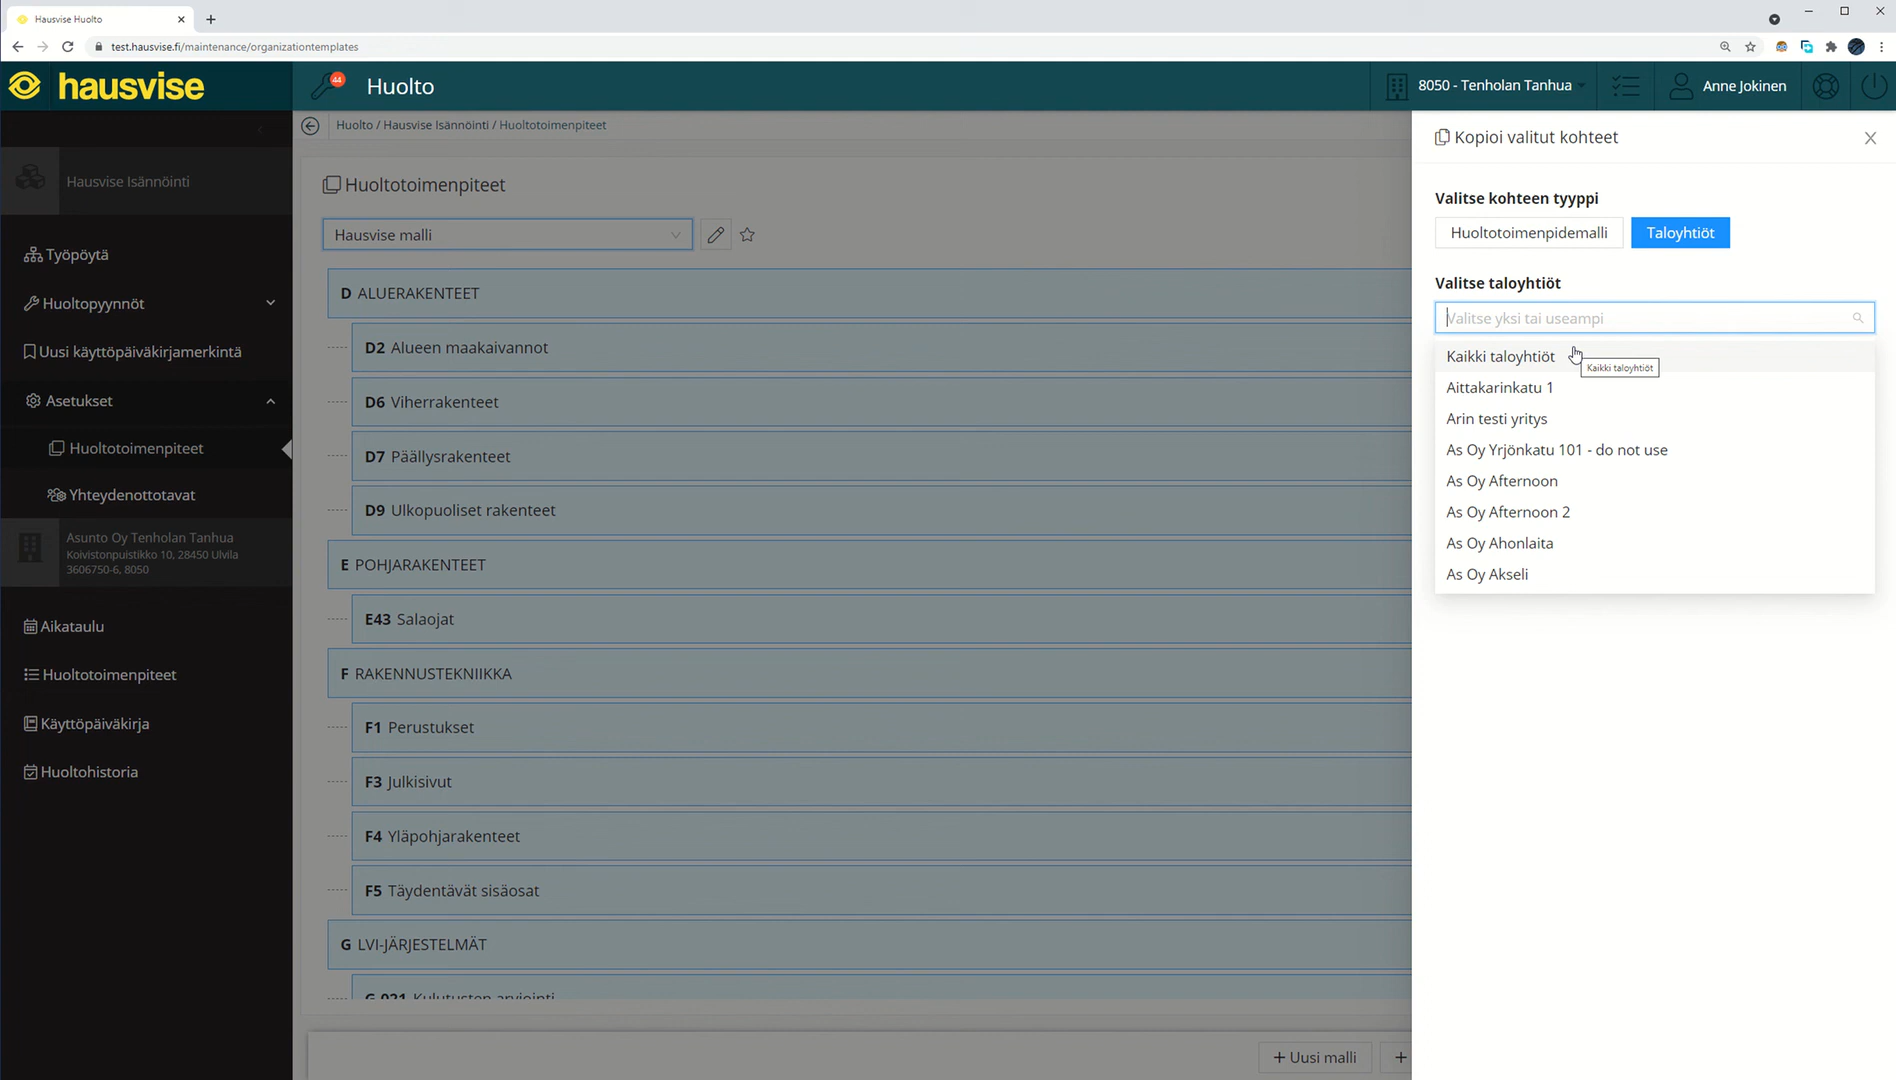 Hausvise Huolto
test.hausvise.fi/maintenance/organizationtemplates
hausvise
44
Huolto
8050 - Tenholan Tanhua
Anne Jokinen
Huolto / Hausvise Isännöinti / Huoltotoimenpiteet
Hausvise Isännöinti
Työpöytä
Huoltopyynnöt
Uusi käyttöpäiväkirjamerkintä
Asetukset
Huoltotoimenpiteet
Yhteydenottotavat
Asunto Oy Tenholan Tanhua
Koivistonpuistikko 10, 28450 Ulvila
3606750-6, 8050
Aikataulu
Huoltotoimenpiteet
Käyttöpäiväkirja
Huoltohistoria
Huoltotoimenpiteet
Hausvise malli
D ALUERAKENTEET
D2 Alueen maakaivannot
D6 Viherrakenteet
D7 Päällysrakenteet
D9 Ulkopuoliset rakenteet
E POHJARAKENTEET
E43 Salaojat
F RAKENNUSTEKNIIKKA
F1 Perustukset
F3 Julkisivut
F4 Yläpohjarakenteet
F5 Täydentävät sisäosat
G LVI-JÄRJESTELMÄT
G 021 Kulutusten arviointi
+ Uusi malli
+
Kopioi valitut kohteet
Valitse kohteen tyyppi
Huoltotoimenpidemalli
Taloyhtiöt
Valitse taloyhtiöt
Valitse yksi tai useampi
Kaikki taloyhtiöt
Kaikki taloyhtiöt
Aittakarinkatu 1
Arin testi yritys
As Oy Yrjönkatu 101 - do not use
As Oy Afternoon
As Oy Afternoon 2
As Oy Ahonlaita
As Oy Akseli